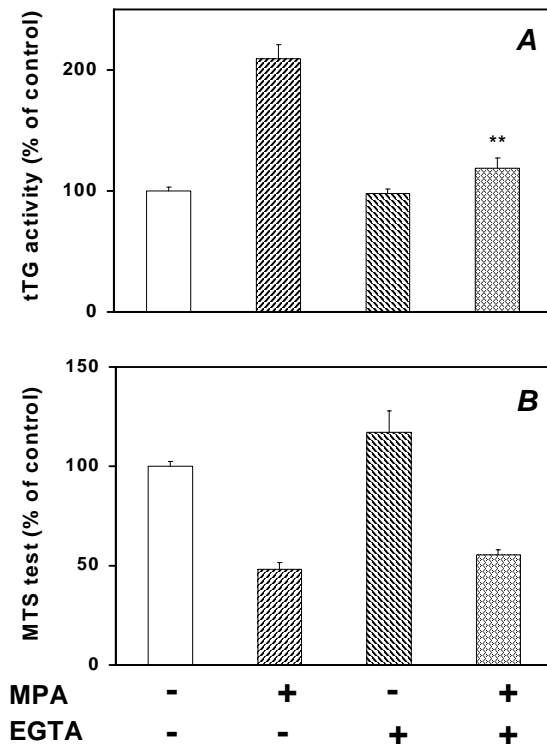 A
200
**
100
0
tTG activity (% of control)
150
B
100
50
0
MTS test (% of control)
MPA - + - +
EGTA - - + +